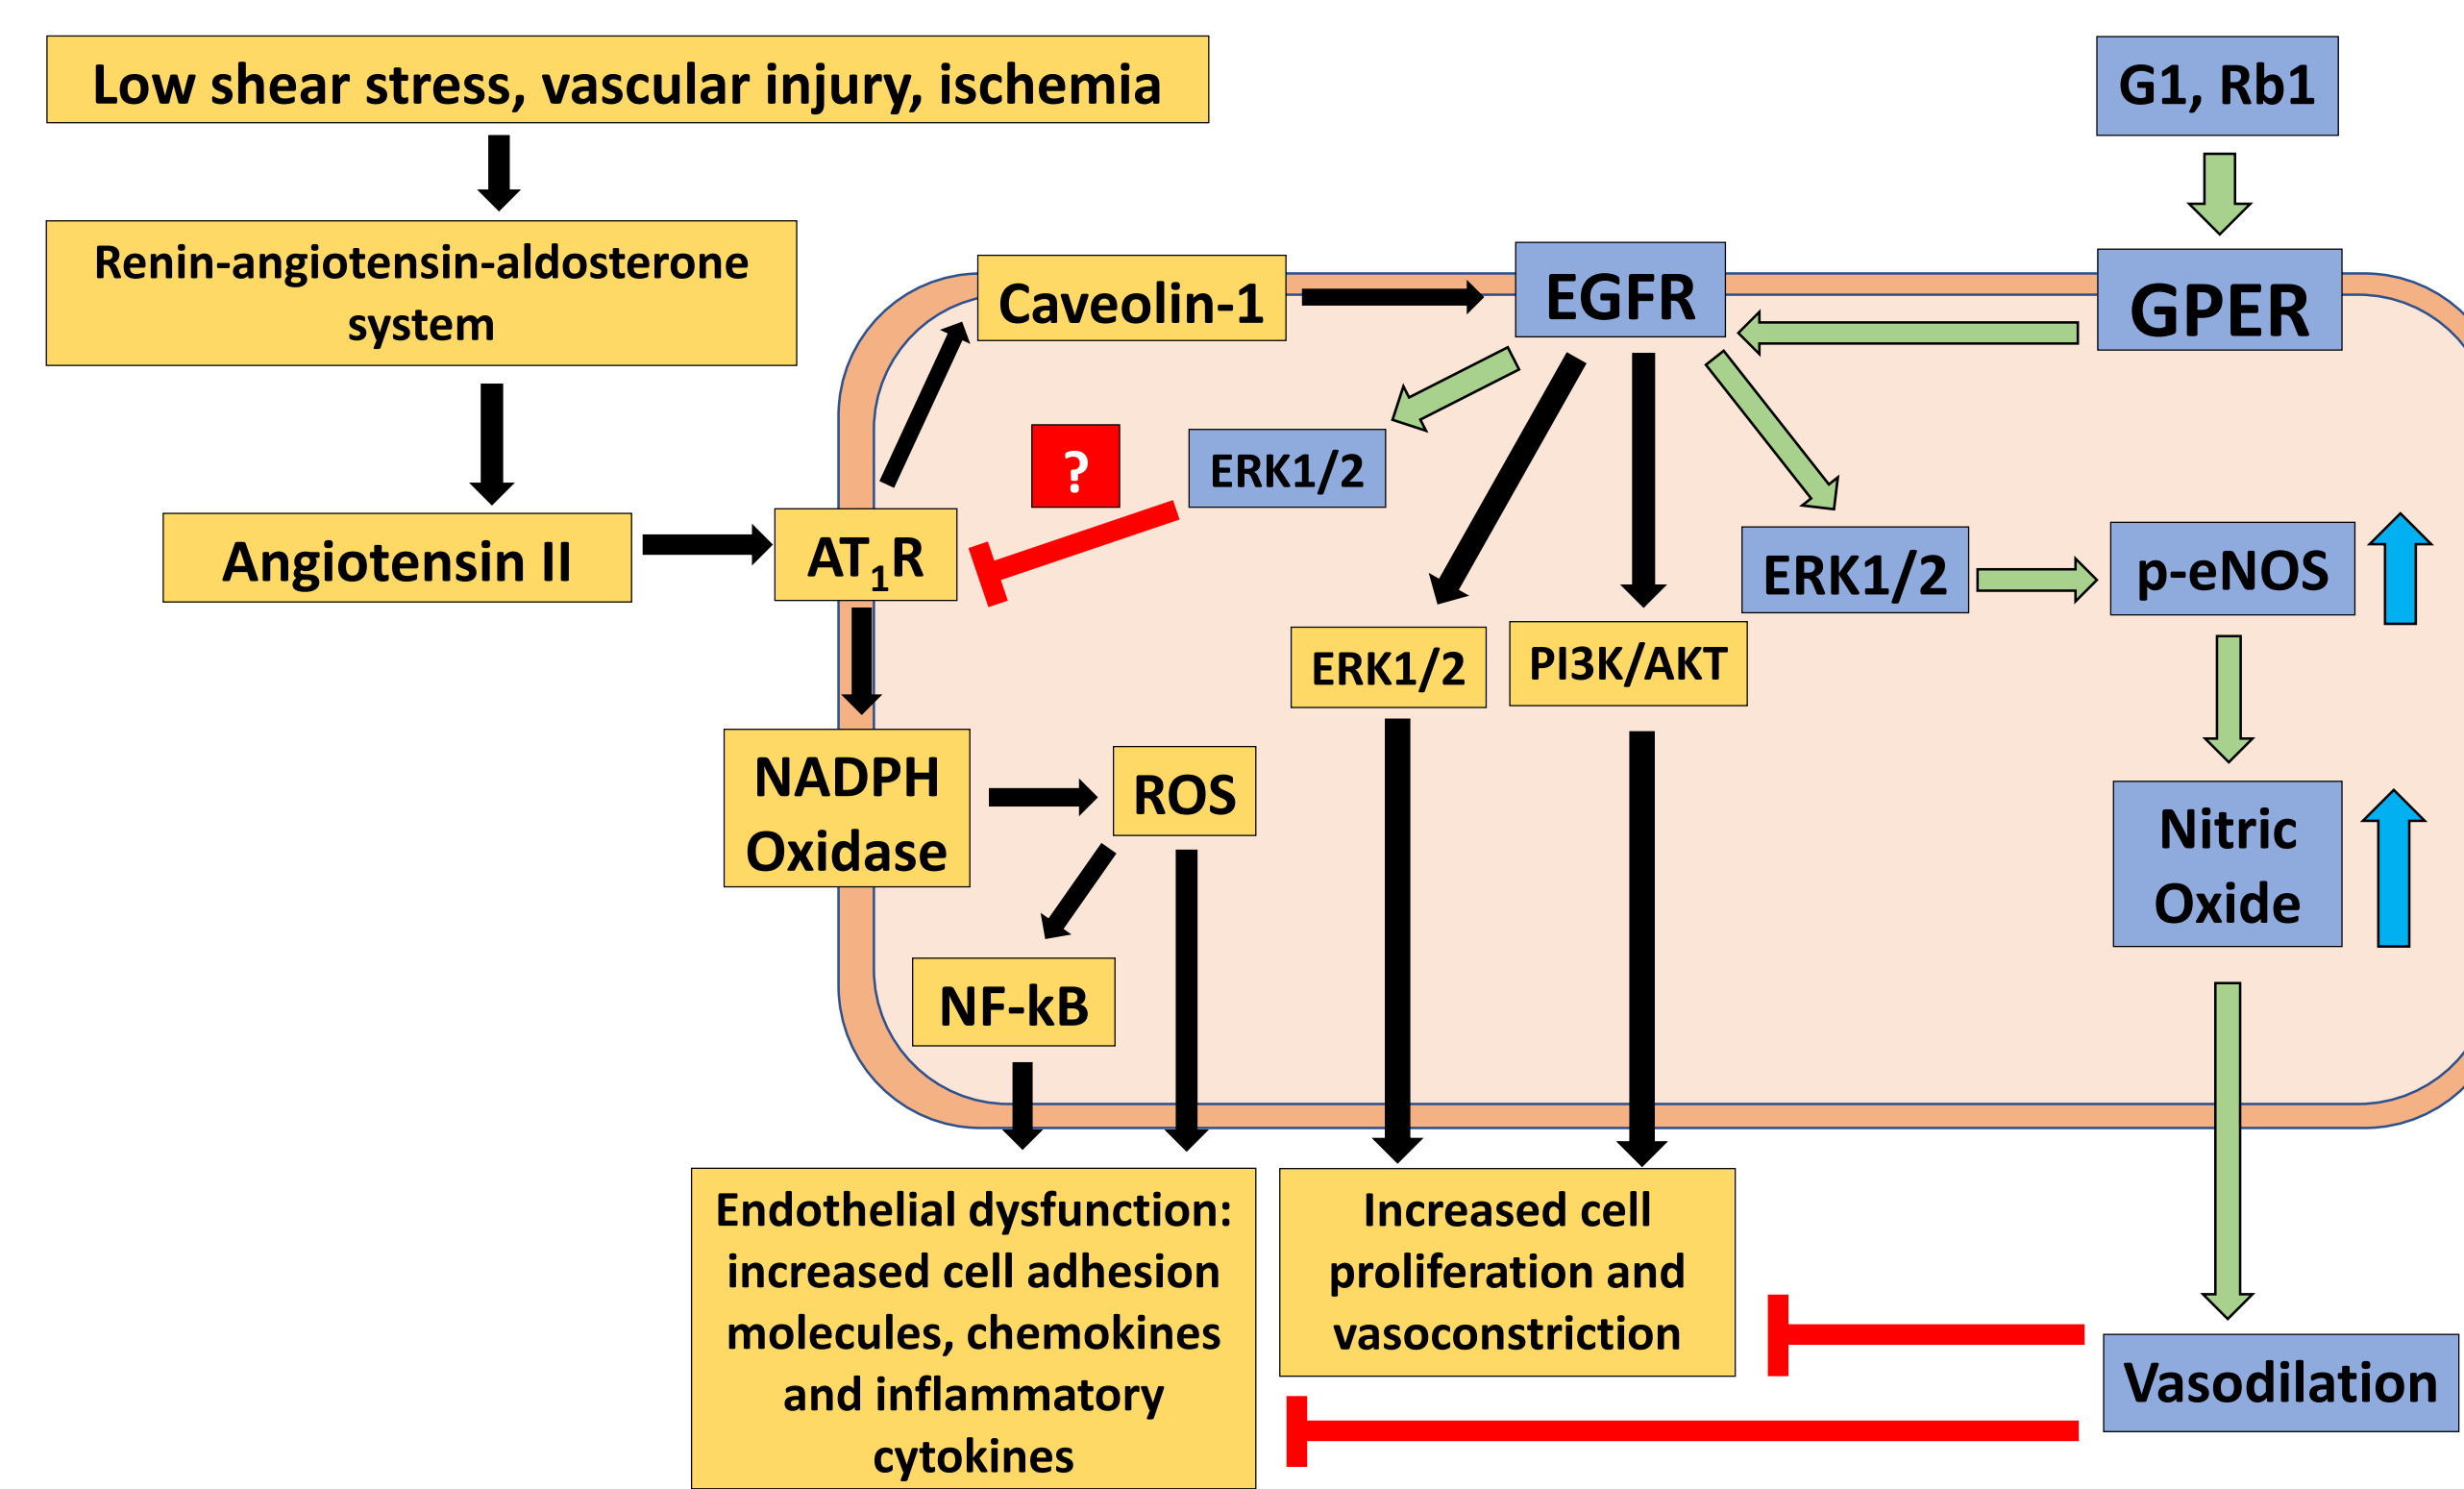 Low shear stress, vascular injury, ischemia
G1, Rb1
Renin-angiotensin-aldosterone
system
Caveolin-1
EGFR
GPER
?
ERK1/2
Angiotensin II
AT1R
ERK1/2
p-eNOS
ERK1/2
PI3K/AKT
NADPH
Oxidase
ROS
Nitric
Oxide
NF-kB
Endothelial dysfunction:
increased cell adhesion
molecules, chemokines
and inflammatory
cytokines
Increased cell
proliferation and
vasoconstriction
Vasodilation